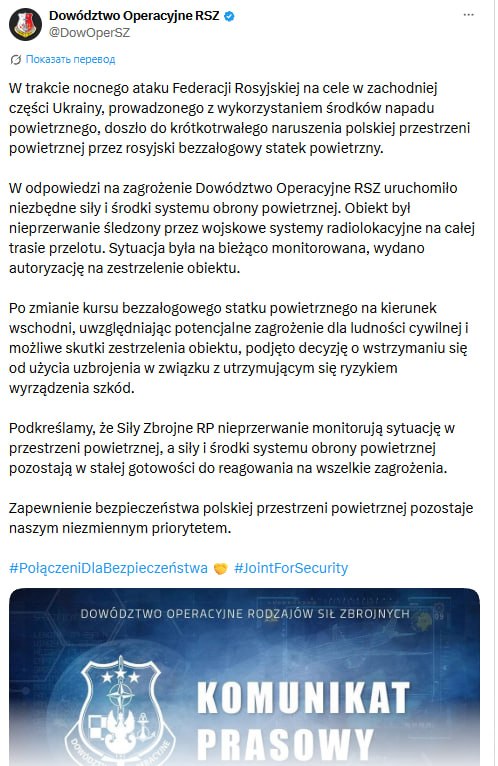 Dowództwo Operacyjne RSZ
@DowOperSZ
Показать перевод
W trakcie nocnego ataku Federacji Rosyjskiej na cele w zachodniej
części Ukrainy, prowadzonego z wykorzystaniem środków napadu
powietrznego, doszło do krótkotrwałego naruszenia polskiej przestrzeni
powietrznej przez rosyjski bezzałogowy statek powietrzny.
W odpowiedzi na zagrożenie Dowództwo Operacyjne RSZ uruchomiło
niezbędne siły i środki systemu obrony powietrznej. Obiekt był
nieprzerwanie śledzony przez wojskowe systemy radiolokacyjne na całej
trasie przelotu. Sytuacja była na bieżąco monitorowana, wydano
autoryzację na zestrzelenie obiektu.
Po zmianie kursu bezzałogowego statku powietrznego na kierunek
wschodni, uwzględniając potencjalne zagrożenie dla ludności cywilnej i
możliwe skutki zestrzelenia obiektu, podjęto decyzję o wstrzymaniu się
od użycia uzbrojenia w związku z utrzymującym się ryzykiem
wyrządzenia szkód.
Podkreślamy, że Siły Zbrojne RP nieprzerwanie monitorują sytuację w
przestrzeni powietrznej, a siły i środki systemu obrony powietrznej
pozostają w stałej gotowości do reagowania na wszelkie zagrożenia.
Zapewnienie bezpieczeństwa polskiej przestrzeni powietrznej pozostaje
naszym niezmiennym priorytetem.
#PołączeniDlaBezpieczeństwa 🤝 #JointForSecurity
DOWÓDZTWO OPERACYJNE RODZAJÓW SIŁ ZBROJNYCH
KOMUNIKAT
PRASOWY